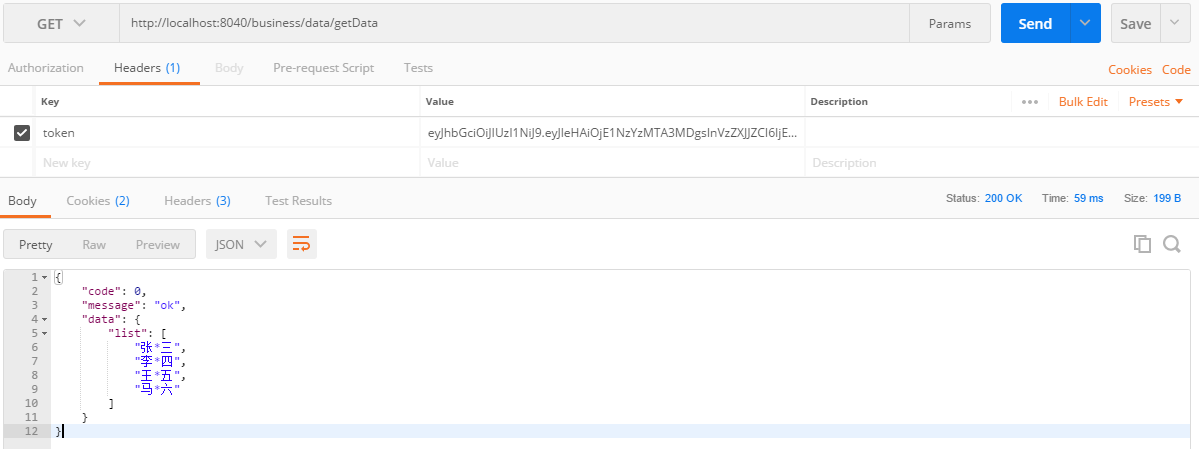 GET http://localhost:8040/business/data/getData Params Send Save
Authorization Headers (1) Body Pre-request Script Tests Cookies Code
Key Value Description Bulk Edit Presets
token eyJhbGciOiJIUzI1NiJ9.eyJleHAiOjE1NzYzMTA3MDgsInVzZXJJZCI6IjE...
New key Value Description
Body Cookies (2) Headers (3) Test Results Status: 200 OK Time: 59 ms Size: 199 B
Pretty Raw Preview JSON
1 {
2 "code": 0,
3 "message": "ok",
4 "data": {
5 "list": [
6 "张*三",
7 "李*四",
8 "王*五",
9 "马*六"
10 ]
11 }
12 }